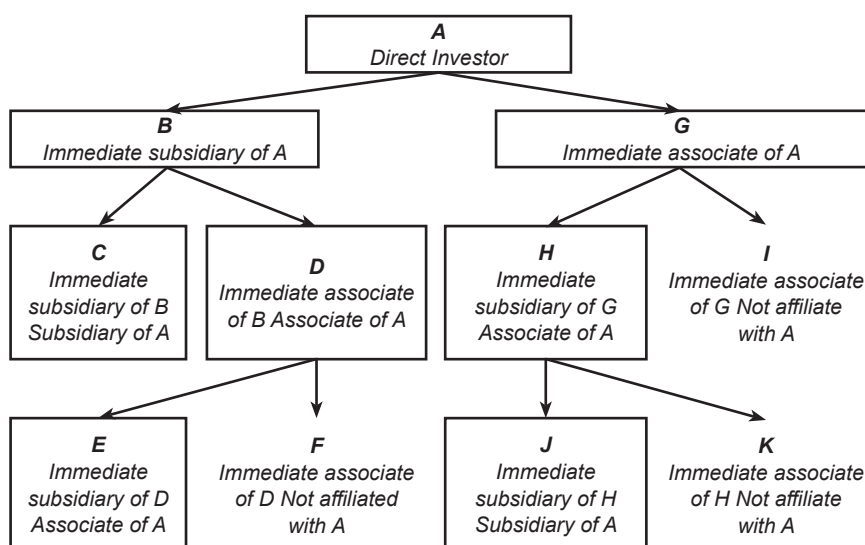 A
Direct Investor
B
Immediate subsidiary of A
G
Immediate associate of A
C
Immediate
subsidiary of B
Subsidiary of A
D
Immediate associate
of B Associate of A
H
Immediate
subsidiary of G
Associate of A
I
Immediate associate
of G Not affiliate
with A
E
Immediate
subsidiary of D
Associate of A
F
Immediate associate
of D Not affiliated
with A
J
Immediate
subsidiary of H
Subsidiary of A
K
Immediate associate
of H Not affiliate
with A